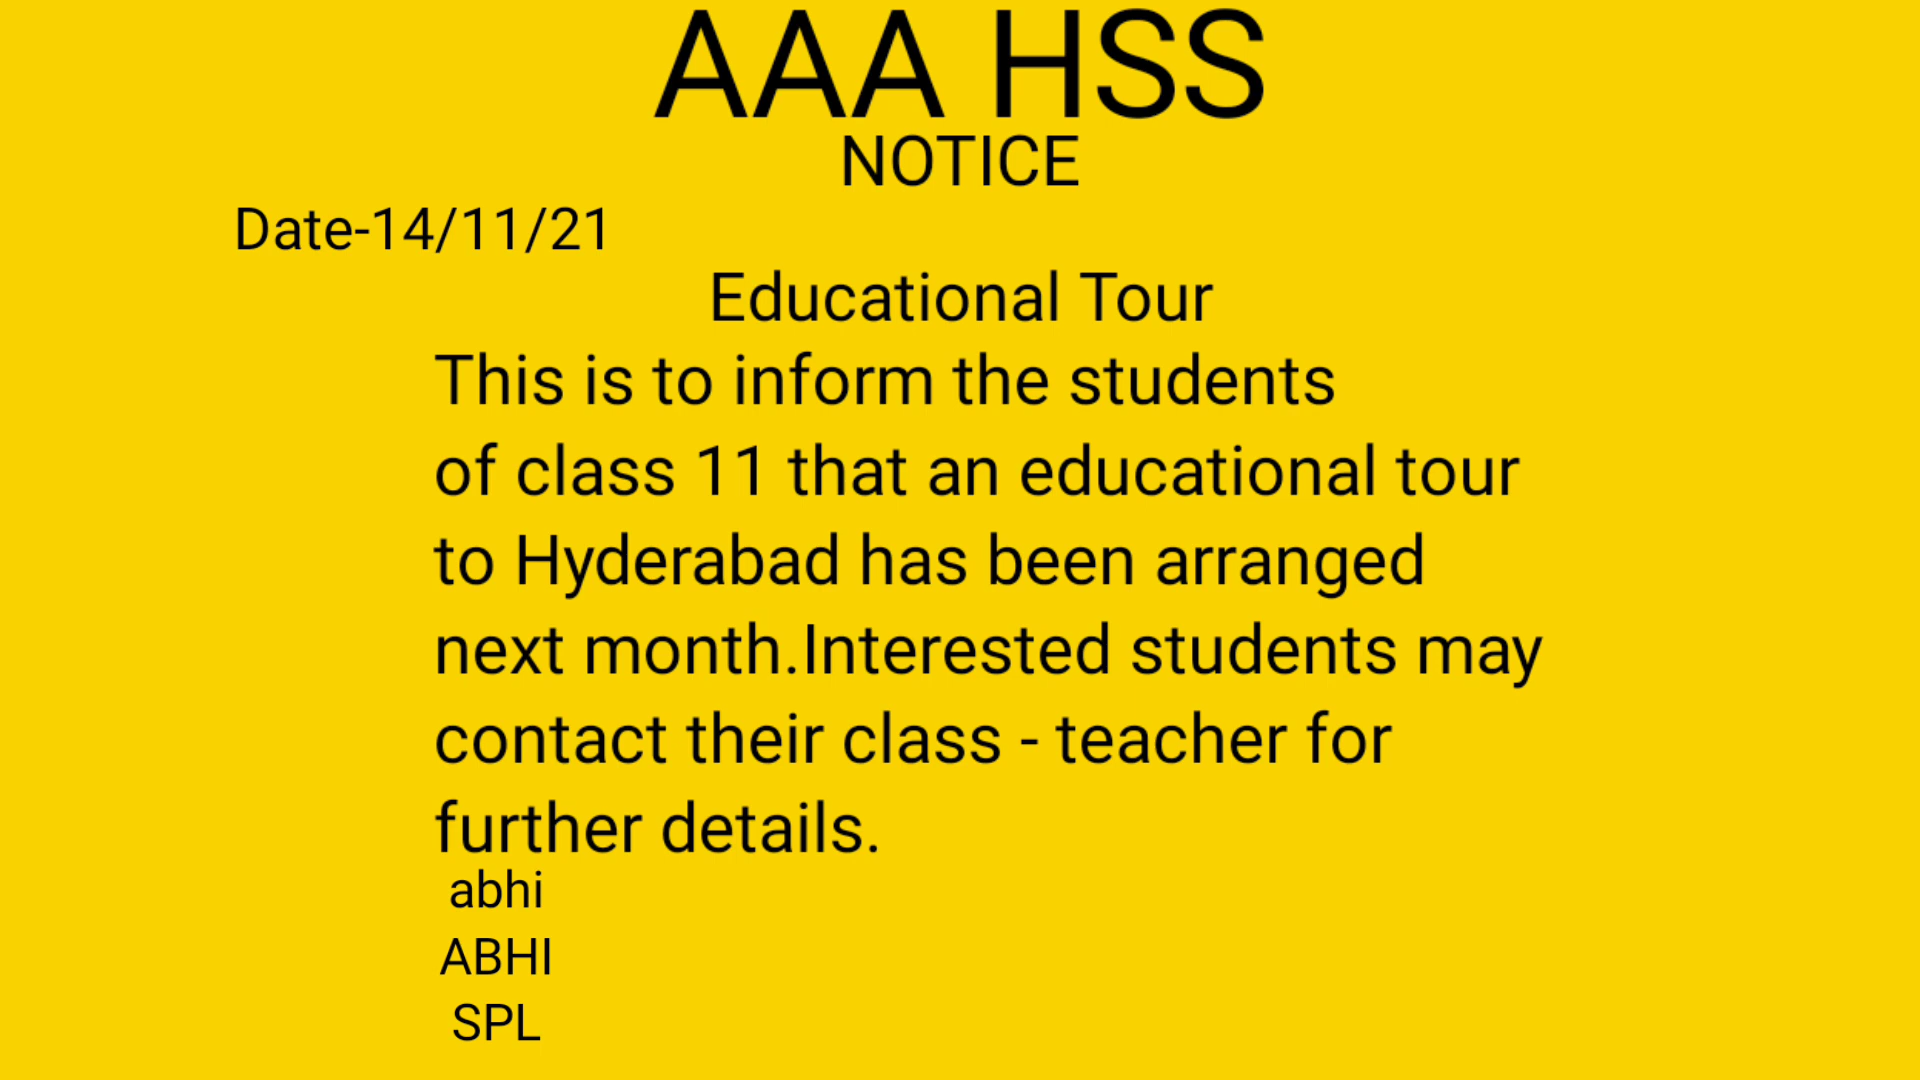 AAA HSS
NOTICE
Date-14/11/21
Educational Tour
This is to inform the students
of class 11 that an educational tour
to Hyderabad has been arranged
next month.Interested students may
contact their class - teacher for
further details.
abhi
ABHI
SPL